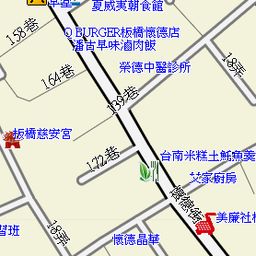 早堂
夏威夷朝食館
Q BURGER板橋懷德店
潘古早味滷肉飯
158巷
榮德中醫診所
164巷
139巷
板橋慈安宮
172巷
台南米糕土魠魚羹
艾家廚房
懷德街
美廉社板
習班
懷德晶華